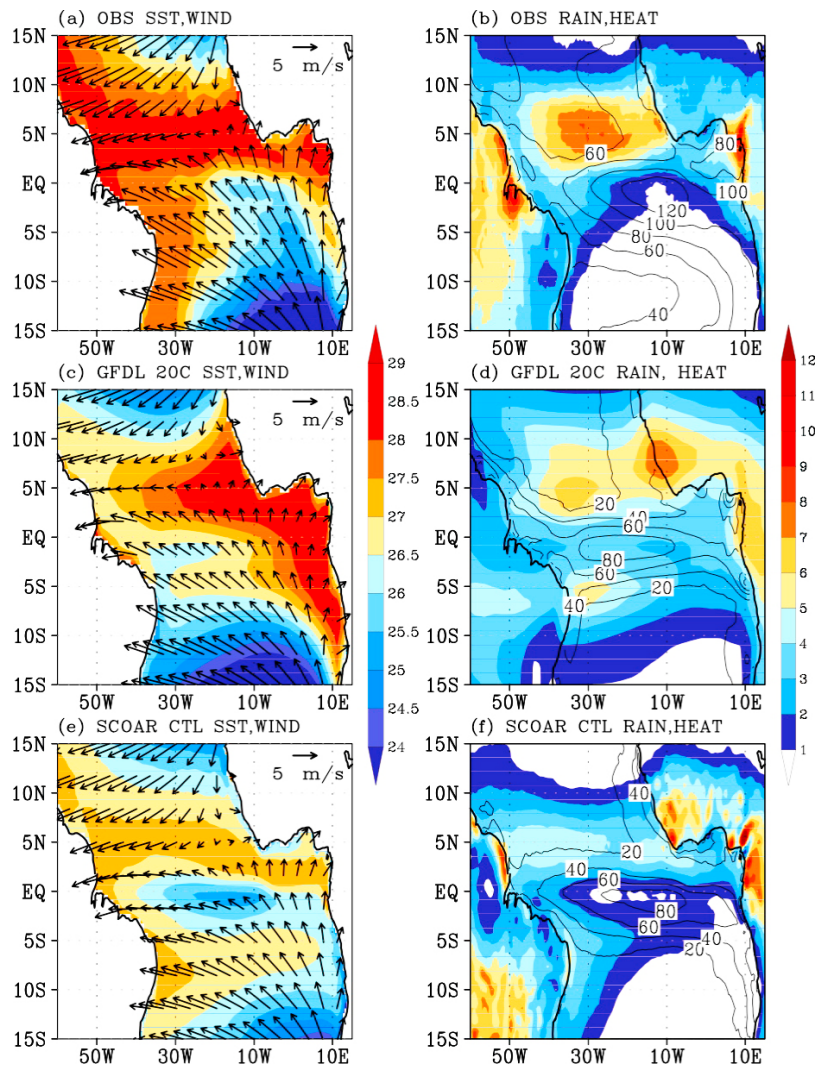 (a) OBS SST,WIND
(b) OBS RAIN,HEAT
15N
10N
5N
EQ
5S
10S
15S
50W
30W
10W
10E
5 m/s
15N
10N
5N
EQ
5S
10S
15S
50W
30W
10W
10E
60
80
100
120
100
80
60
40
(c) GFDL 20C SST,WIND
(d) GFDL 20C RAIN, HEAT
15N
10N
5N
EQ
5S
10S
15S
50W
30W
10W
10E
5 m/s
29
28.5
28
27.5
27
26.5
26
25.5
25
24.5
24
15N
10N
5N
EQ
5S
10S
15S
50W
30W
10W
10E
20
40
60
80
60
40
20
12
11
10
9
8
7
6
5
4
3
2
1
(e) SCOAR CTL SST,WIND
(f) SCOAR CTL RAIN,HEAT
15N
10N
5N
EQ
5S
10S
15S
50W
30W
10W
10E
5 m/s
15N
10N
5N
EQ
5S
10S
15S
50W
30W
10W
10E
40
20
40
60
80
60
40
20